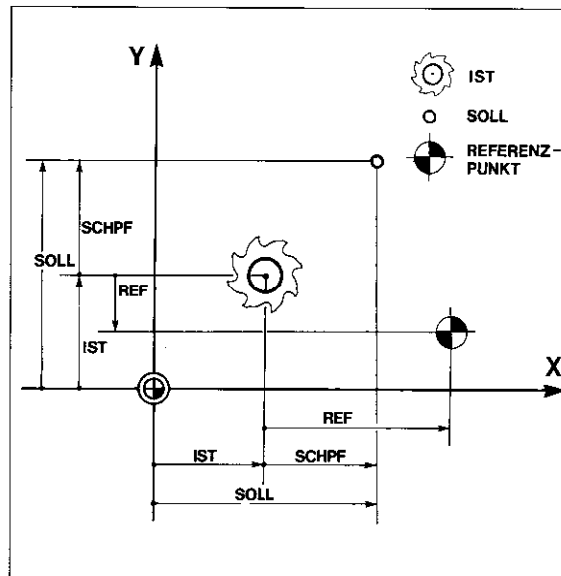 Y
IST
SOLL
REFERENZ-
PUNKT
SCHPF
SOLL
REF
IST
X
REF
IST
SCHPF
SOLL